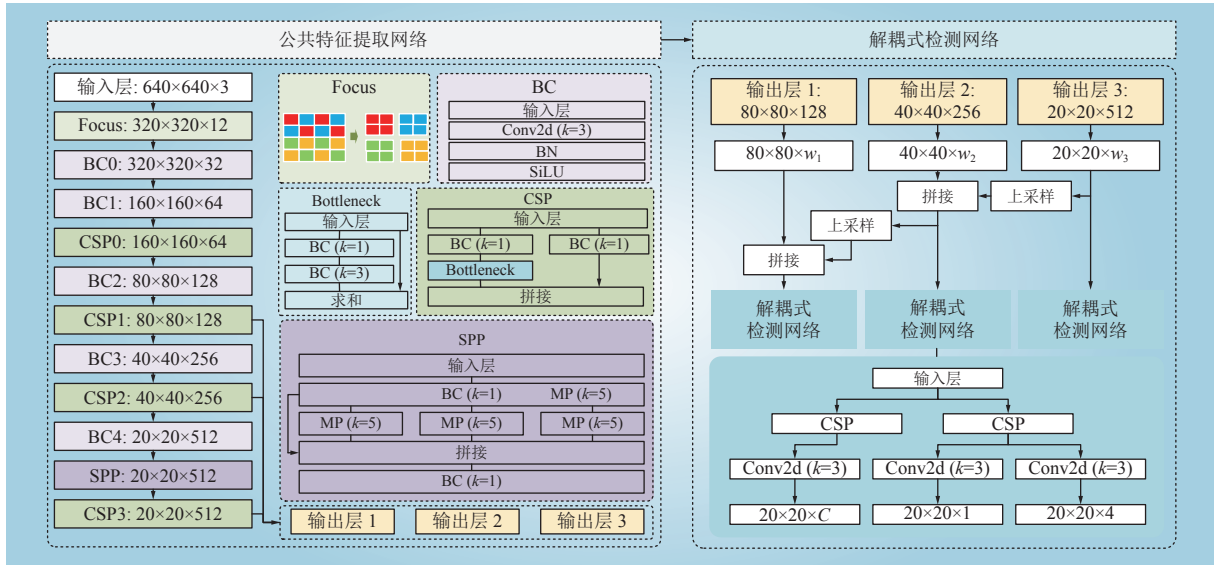 公共特征提取网络
输入层: 640×640×3
Focus: 320×320×12
BC0: 320×320×32
BC1: 160×160×64
CSP0: 160×160×64
BC2: 80×80×128
CSP1: 80×80×128
BC3: 40×40×256
CSP2: 40×40×256
BC4: 20×20×512
SPP: 20×20×512
CSP3: 20×20×512
Focus
BC
输入层
Conv2d (k=3)
BN
SiLU
Bottleneck
输入层
BC (k=1)
BC (k=3)
求和
CSP
输入层
BC (k=1) BC (k=1)
Bottleneck
拼接
SPP
输入层
BC (k=1) MP (k=5)
MP (k=5) MP (k=5) MP (k=5)
拼接
BC (k=1)
输出层 1 输出层 2 输出层 3
解耦式检测网络
输出层 1: 输出层 2: 输出层 3:
80×80×128 40×40×256 20×20×512
80×80×w1 40×40×w2 20×20×w3
拼接 上采样
上采样
拼接
解耦式 解耦式 解耦式
检测网络 检测网络 检测网络
输入层
CSP CSP
Conv2d (k=3) Conv2d (k=3) Conv2d (k=3)
20×20×C 20×20×1 20×20×4